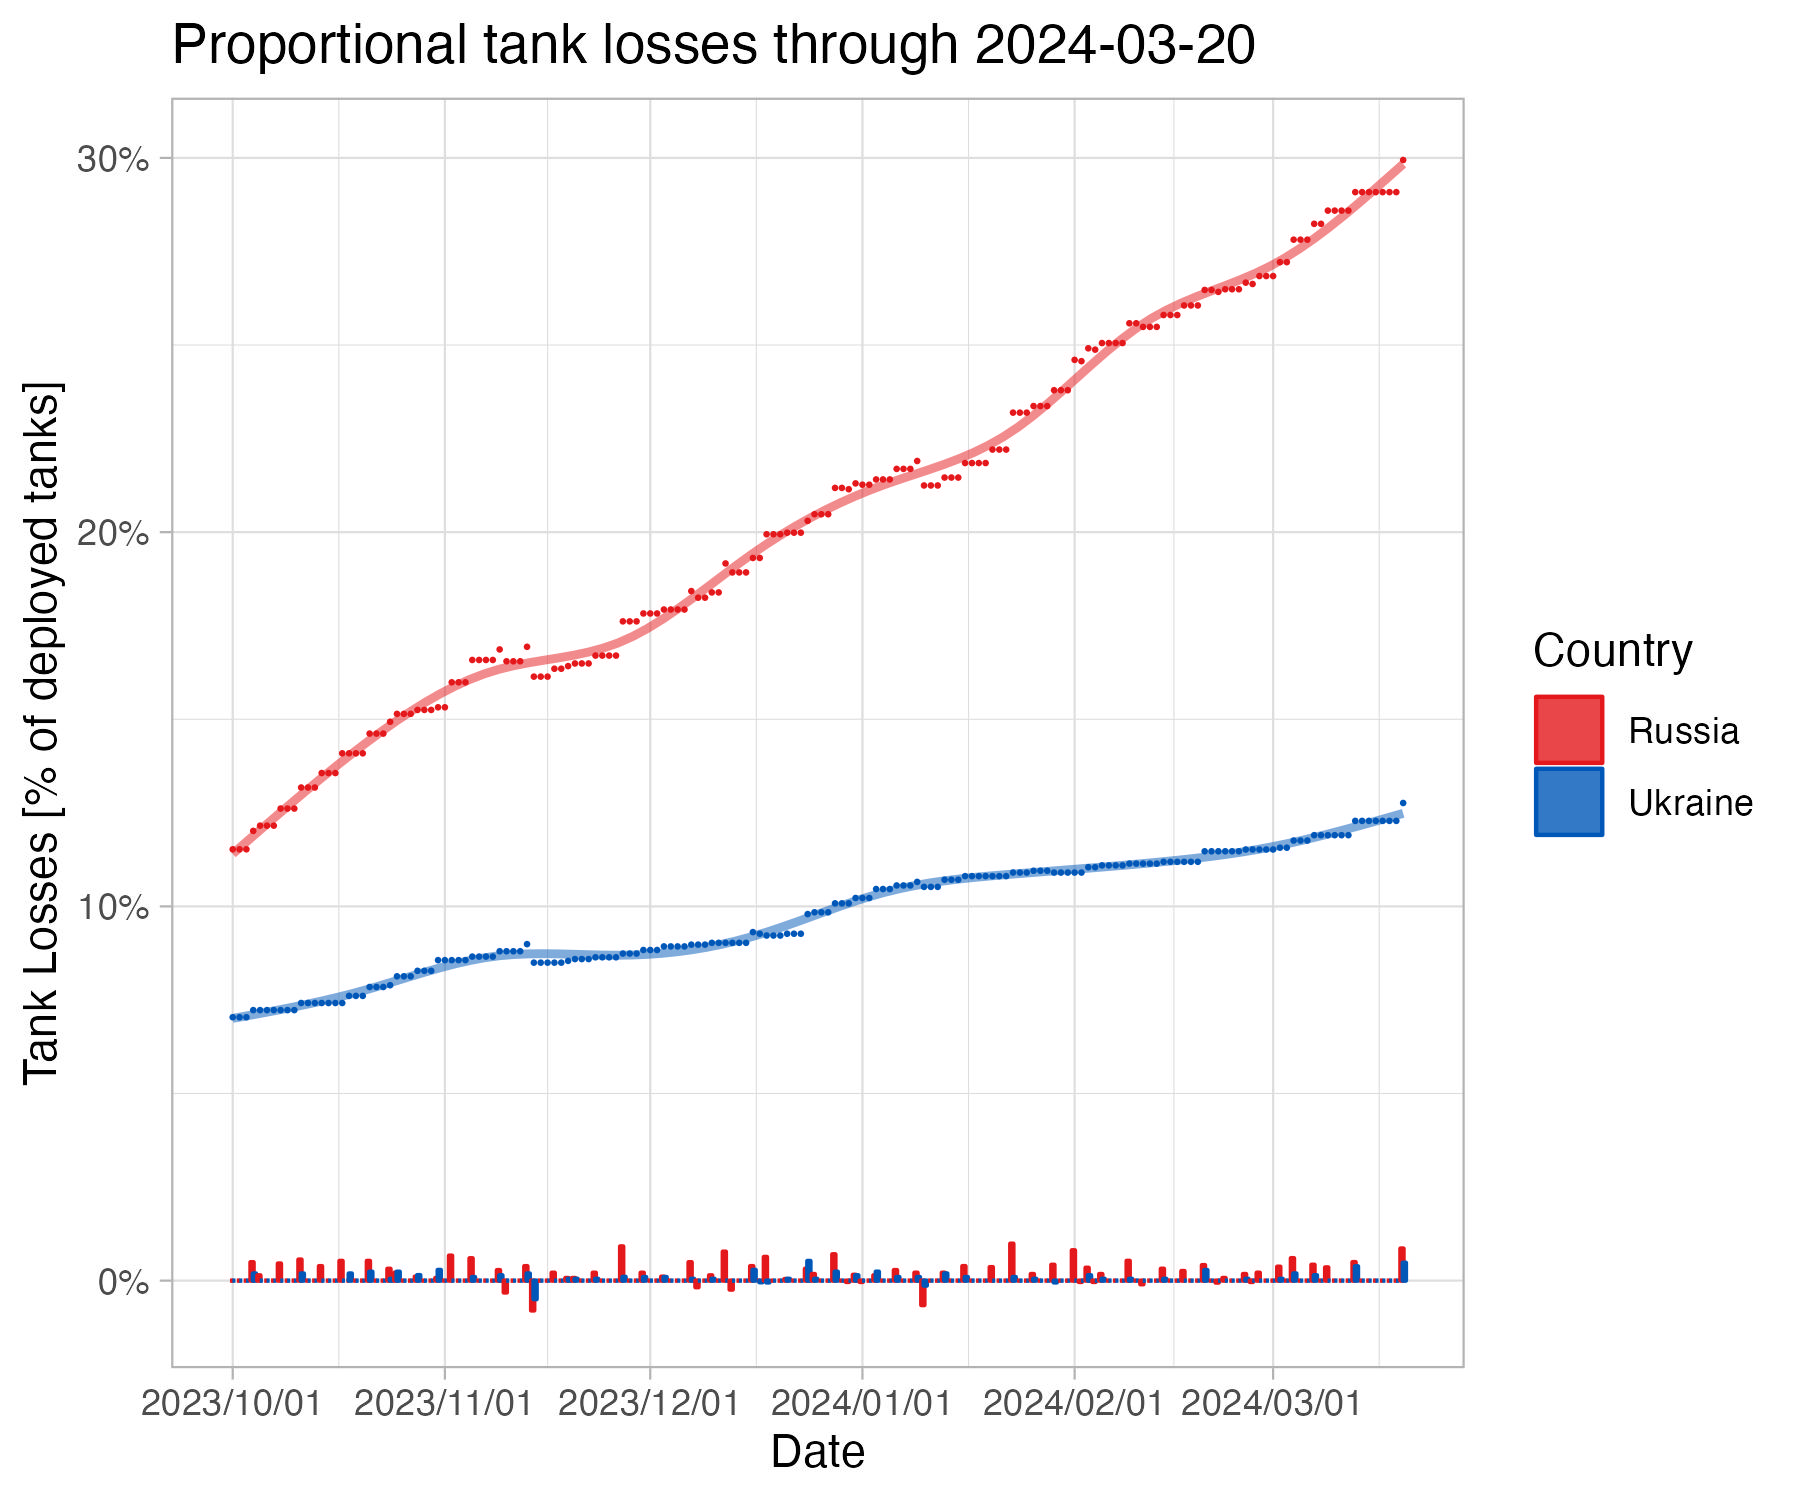 Proportional tank losses through 2024-03-20
Tank Losses [% of deployed tanks]
30%
20%
10%
0%
2023/10/01 2023/11/01 2023/12/01 2024/01/01 2024/02/01 2024/03/01
Date
Country
Russia
Ukraine